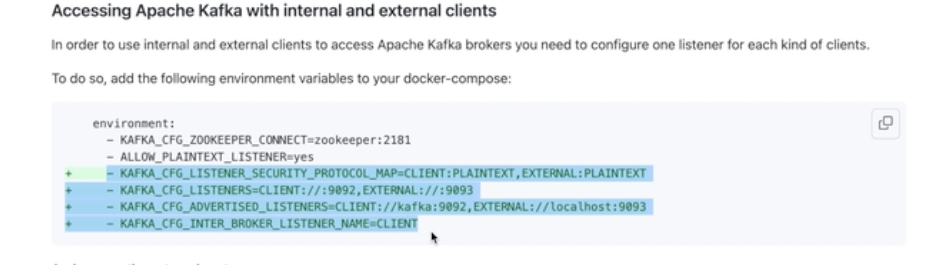 Accessing Apache Kafka with internal and external clients
In order to use internal and external clients to access Apache Kafka brokers you need to configure one listener for each kind of clients.
To do so, add the following environment variables to your docker-compose:
environment:
- KAFKA_CFG_ZOOKEEPER_CONNECT=zookeeper:2181
- ALLOW_PLAINTEXT_LISTENER=yes
+ - KAFKA_CFG_LISTENER_SECURITY_PROTOCOL_MAP=CLIENT:PLAINTEXT,EXTERNAL:PLAINTEXT
+ - KAFKA_CFG_LISTENERS=CLIENT://:9092,EXTERNAL://:9093
+ - KAFKA_CFG_ADVERTISED_LISTENERS=CLIENT://kafka:9092,EXTERNAL://localhost:9093
+ - KAFKA_CFG_INTER_BROKER_LISTENER_NAME=CLIENT